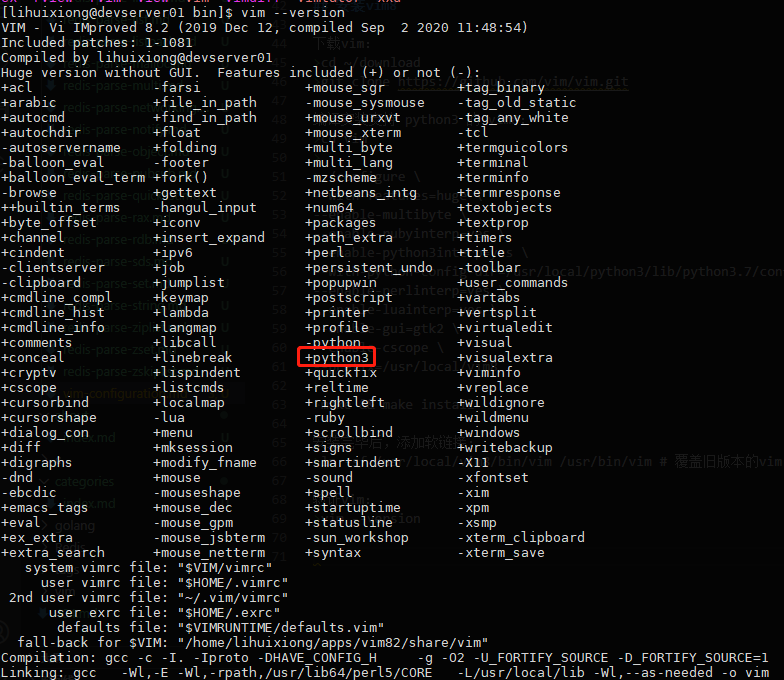 [lihuixiong@devserver01 bin]$ vim --version
VIM - Vi IMproved 8.2 (2019 Dec 12, compiled Sep  2 2020 11:48:54)
Included patches: 1-1081
Compiled by lihuixiong@devserver01
Huge version without GUI.  Features included (+) or not (-):
+acl -farsi +mouse_sgr +tag_binary
+arabic +file_in_path -mouse_sysmouse -tag_old_static
+autocmd +find_in_path +mouse_urxvt -tag_any_white
+autochdir +float +mouse_xterm -tcl
-autoservername +folding +multi_byte +termguicolors
-balloon_eval -footer +multi_lang +terminal
+balloon_eval_term +fork() -mzscheme +terminfo
-browse +gettext +netbeans_intg +termresponse
++builtin_terms -hangul_input +num64 +textobjects
+byte_offset +iconv +packages +textprop
+channel +insert_expand +path_extra +timers
+cindent +ipv6 +perl +title
-clientserver +job +persistent_undo -toolbar
-clipboard +jumplist +popupwin +user_commands
+cmdline_compl +keymap +postscript +vartabs
+cmdline_hist +lambda +printer +vertsplit
+cmdline_info +langmap +profile +virtualedit
+comments +libcall -python +visual
+conceal +linebreak +python3 +visualextra
+cryptv +lispindent +quickfix +viminfo
+cscope +listcmds +reltime +vreplace
+cursorbind +localmap +rightleft +wildignore
+cursorshape -lua -ruby +wildmenu
+dialog_con +menu +scrollbind +windows
+diff +mksession +signs +writebackup
+digraphs +modify_fname +smartindent -X11
-dnd +mouse -sound -xfontset
-ebcdic -mouseshape +spell -xim
+emacs_tags +mouse_dec +startuptime -xpm
+eval -mouse_gpm +statusline -xsmp
+ex_extra -mouse_jsbterm -sun_workshop -xterm_clipboard
+extra_search +mouse_netterm +syntax -xterm_save
system vimrc file: "$VIM/vimrc"
user vimrc file: "$HOME/.vimrc"
2nd user vimrc file: "~/.vim/vimrc"
user exrc file: "$HOME/.exrc"
defaults file: "$VIMRUNTIME/defaults.vim"
fall-back for $VIM: "/home/lihuixiong/apps/vim82/share/vim"
Compilation: gcc -c -I. -Iproto -DHAVE_CONFIG_H     -g -O2 -U_FORTIFY_SOURCE -D_FORTIFY_SOURCE=1
Linking: gcc   -Wl,-E -Wl,-rpath,/usr/lib64/perl5/CORE   -L/usr/local/lib -Wl,--as-needed -o vim